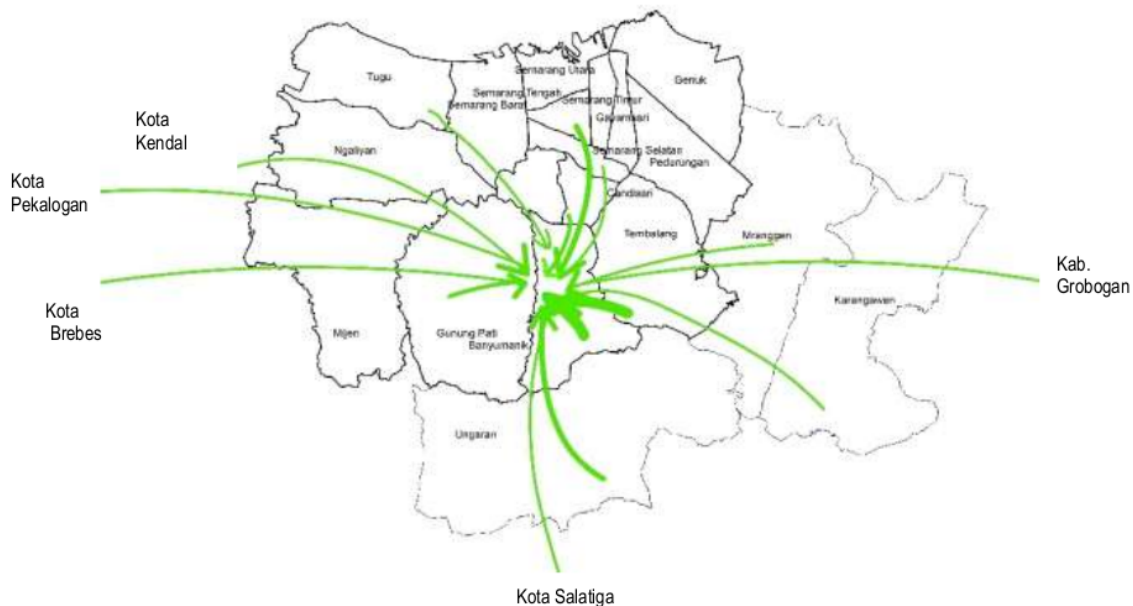 Semarang Utara
Tugu
Genuk
Semarang Tengah
Semarang Barat
Semarang Timur
Gayamsari
Kota
Kendal
Ngaliyan
Semarang Selatan
Pedurungan
Kota
Pekalogan
Candisari
Tembalang
Mranggen
Kab.
Grobogan
Karangawen
Kota
Brebes
Mijen
Gunung Pati
Banyumanik
Ungaran
Kota Salatiga